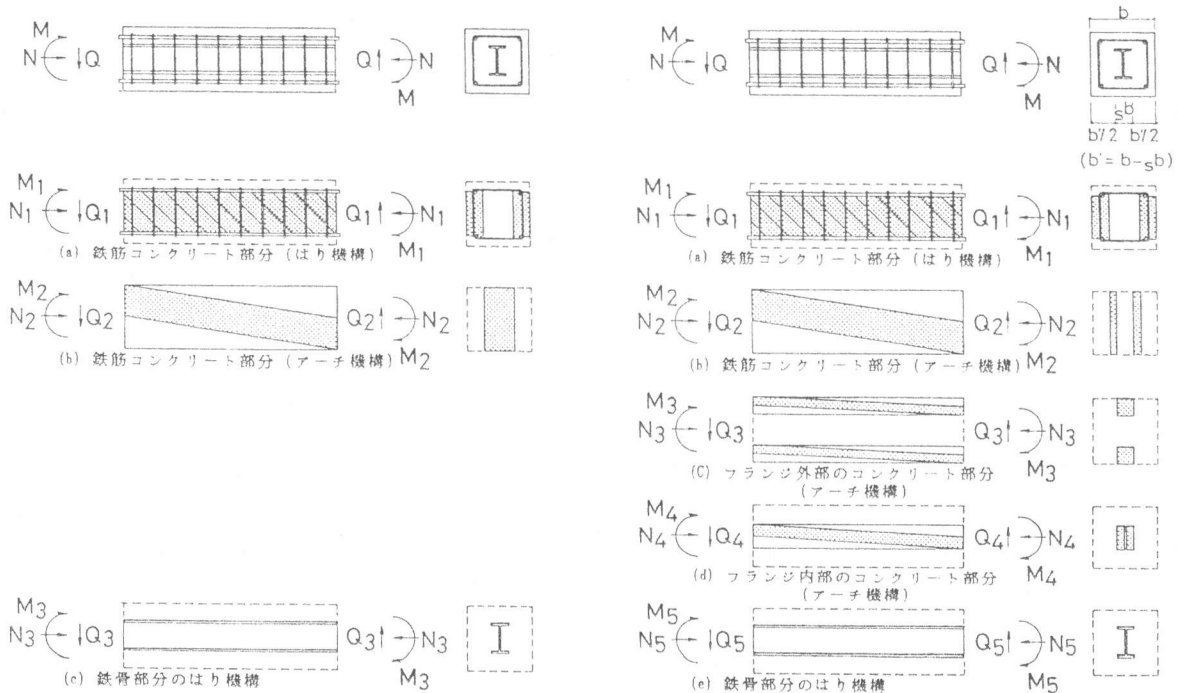 M
N Q
Q N
M
M1
N1 Q1
Q1 N1
M1
(a) 鉄筋コンクリート部分 (はり機構)
M2
N2 Q2
Q2 N2
M2
(b) 鉄筋コンクリート部分 (アーチ機構)
M3
N3 Q3
Q3 N3
M3
(c) 鉄骨部分のはり機構
M
N Q
Q N
M
b
sb
b'/2 b'/2
(b' = b-sb)
M1
N1 Q1
Q1 N1
M1
(a) 鉄筋コンクリート部分 (はり機構)
M2
N2 Q2
Q2 N2
M2
(b) 鉄筋コンクリート部分 (アーチ機構)
M3
N3 Q3
Q3 N3
M3
(C) フランジ外部のコンクリート部分
(アーチ機構)
M4
N4 Q4
Q4 N4
M4
(d) フランジ内部のコンクリート部分
(アーチ機構)
M5
N5 Q5
Q5 N5
M5
(e) 鉄骨部分のはり機構